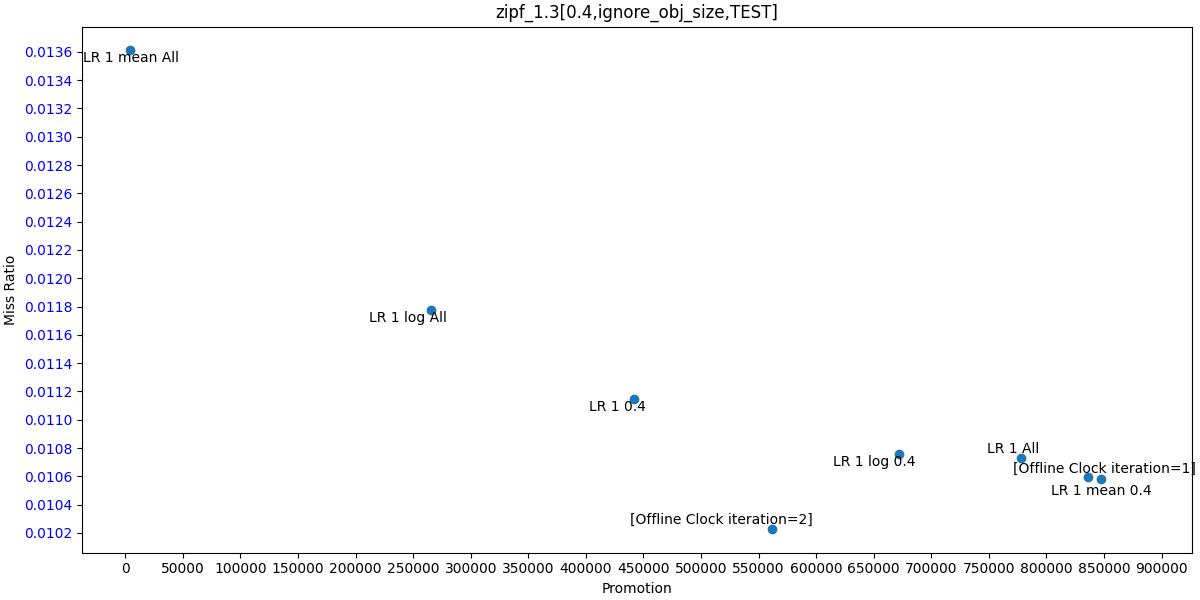 zipf_1.3[0.4,ignore_obj_size,TEST]
0.0136
0.0134
0.0132
0.0130
0.0128
0.0126
0.0124
0.0122
0.0120
0.0118
0.0116
0.0114
0.0112
0.0110
0.0108
0.0106
0.0104
0.0102
Miss Ratio
LR 1 mean All
LR 1 log All
LR 1 0.4
LR 1 log 0.4
LR 1 All
[Offline Clock iteration=1]
LR 1 mean 0.4
[Offline Clock iteration=2]
0 50000 100000 150000 200000 250000 300000 350000 400000 450000 500000 550000 600000 650000 700000 750000 800000 850000 900000
Promotion